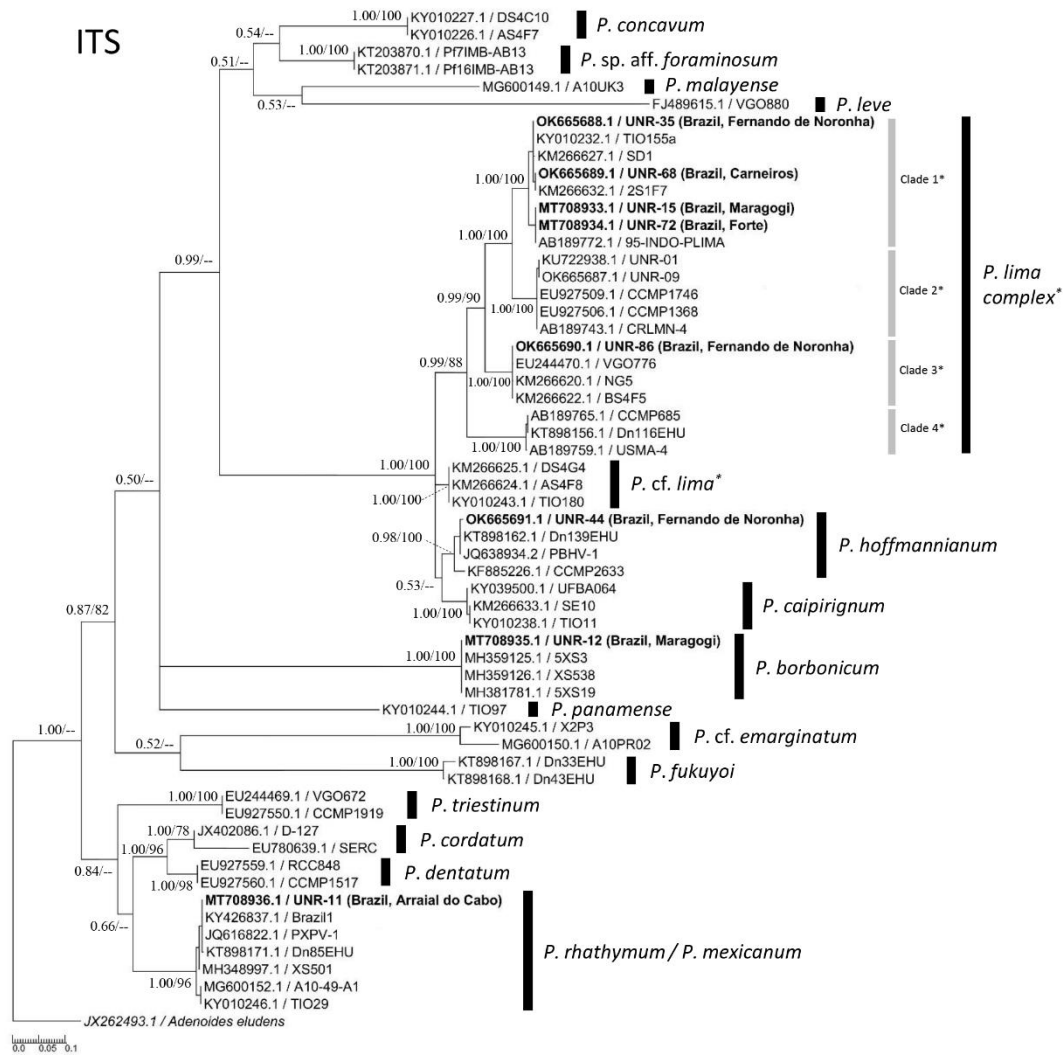 ITS
1.00/100 KY010227.1 / DS4C10
KY010226.1 / AS4F7
P. concavum
0.54/--
1.00/100 KT203870.1 / Pf7IMB-AB13
KT203871.1 / Pf16IMB-AB13
P. sp. aff. foraminosum
0.51/--
MG600149.1 / A10UK3
P. malayense
0.53/--
FJ489615.1 / VGO880
P. leve
OK665688.1 / UNR-35 (Brazil, Fernando de Noronha)
KY010232.1 / TIO155a
KM266627.1 / SD1
1.00/100
OK665689.1 / UNR-68 (Brazil, Carneiros)
Clade 1*
KM266632.1 / 2S1F7
MT708933.1 / UNR-15 (Brazil, Maragogi)
MT708934.1 / UNR-72 (Brazil, Forte)
1.00/100
AB189772.1 / 95-INDO-PLIMA
KU722938.1 / UNR-01
0.99/--
OK665687.1 / UNR-09
P. lima
complex*
Clade 2*
EU927509.1 / CCMP1746
0.99/90
EU927506.1 / CCMP1368
1.00/100
AB189743.1 / CRLMN-4
OK665690.1 / UNR-86 (Brazil, Fernando de Noronha)
0.99/88
EU244470.1 / VGO776
Clade 3*
1.00/100
KM266620.1 / NG5
KM266622.1 / BS4F5
AB189765.1 / CCMP685
KT898156.1 / Dn116EHU
Clade 4*
1.00/100
AB189759.1 / USMA-4
1.00/100
KM266625.1 / DS4G4
KM266624.1 / AS4F8
P. cf. lima*
0.50/--
1.00/100
KY010243.1 / TIO180
OK665691.1 / UNR-44 (Brazil, Fernando de Noronha)
0.98/100
KT898162.1 / Dn139EHU
JQ638934.2 / PBHV-1
P. hoffmannianum
KF885226.1 / CCMP2633
0.53/--
KY039500.1 / UFBA064
KM266633.1 / SE10
P. caipirignum
1.00/100
KY010238.1 / TIO11
0.87/82
MT708935.1 / UNR-12 (Brazil, Maragogi)
1.00/100
MH359125.1 / 5XS3
MH359126.1 / XS538
P. borbonicum
MH381781.1 / 5XS19
KY010244.1 / TIO97
P. panamense
1.00/--
1.00/100 KY010245.1 / X2P3
MG600150.1 / A10PR02
P. cf. emarginatum
0.52/--
1.00/100
KT898167.1 / Dn33EHU
KT898168.1 / Dn43EHU
P. fukuyoi
1.00/100 EU244469.1 / VGO672
EU927550.1 / CCMP1919
P. triestinum
1.00/78 JX402086.1 / D-127
EU780639.1 / SERC
P. cordatum
1.00/96
EU927559.1 / RCC848
0.84/--
1.00/98 EU927560.1 / CCMP1517
P. dentatum
MT708936.1 / UNR-11 (Brazil, Arraial do Cabo)
0.66/--
KY426837.1 / Brazil1
JQ616822.1 / PXPV-1
KT898171.1 / Dn85EHU
P. rhathymum / P. mexicanum
MH348997.1 / XS501
1.00/96
MG600152.1 / A10-49-A1
KY010246.1 / TIO29
JX262493.1 / Adenoides eludens
0.0 0.05 0.1